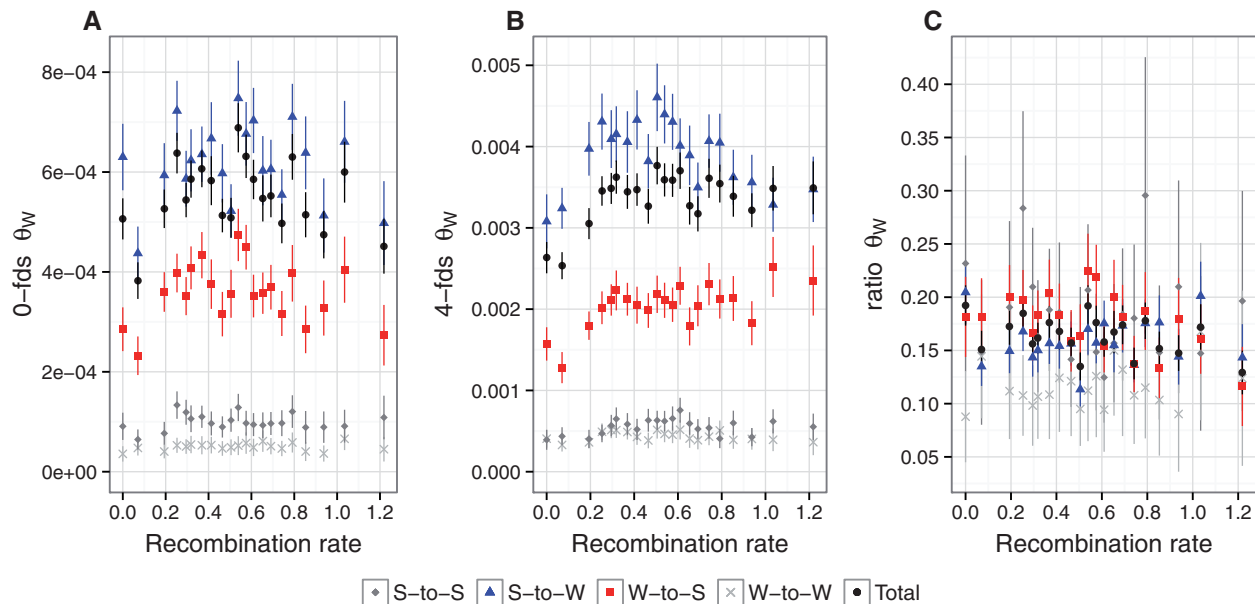 A
B
C
8e−04
6e−04
4e−04
2e−04
0e+00
0−fds θW
0.0 0.2 0.4 0.6 0.8 1.0 1.2
Recombination rate
0.005
0.004
0.003
0.002
0.001
0.000
4−fds θW
0.0 0.2 0.4 0.6 0.8 1.0 1.2
Recombination rate
0.40
0.35
0.30
0.25
0.20
0.15
0.10
0.05
ratio θW
0.0 0.2 0.4 0.6 0.8 1.0 1.2
Recombination rate
S−to−S S−to−W W−to−S W−to−W Total